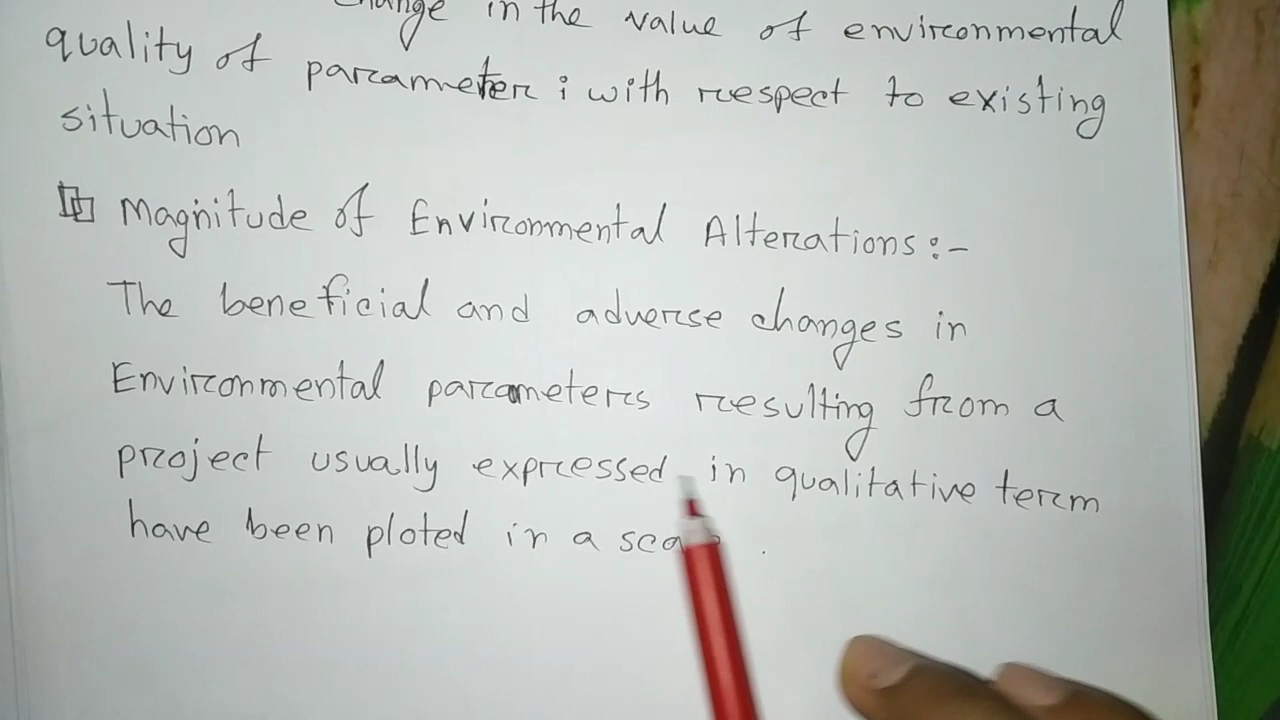 change in the value of environmental
quality of parameter i with respect to existing
situation
Magnitude of Environmental Alterations:-
The beneficial and adverse changes in
Environmental parameters resulting from a
project usually expressed in qualitative term
have been ploted in a